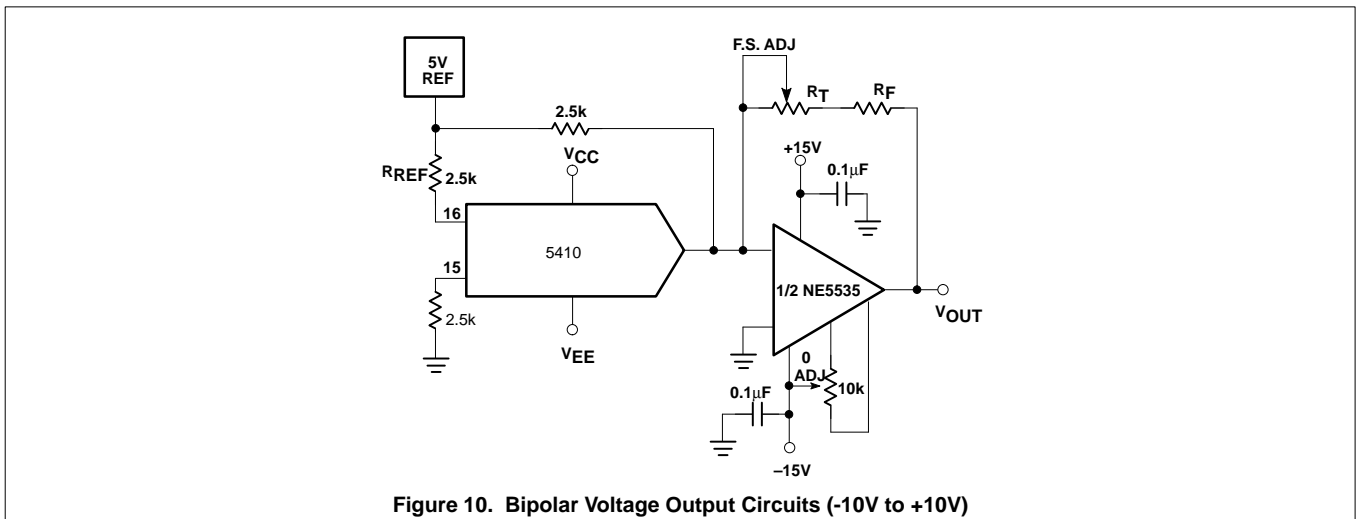 F.S. ADJ
5V
REF
RT
RF
2.5k
+15V
VCC
0.1μF
RREF
2.5k
16
5410
15
1/2 NE5535
VOUT
2.5k
VEE
0
ADJ
10k
0.1μF
–15V
Figure 10. Bipolar Voltage Output Circuits (-10V to +10V)